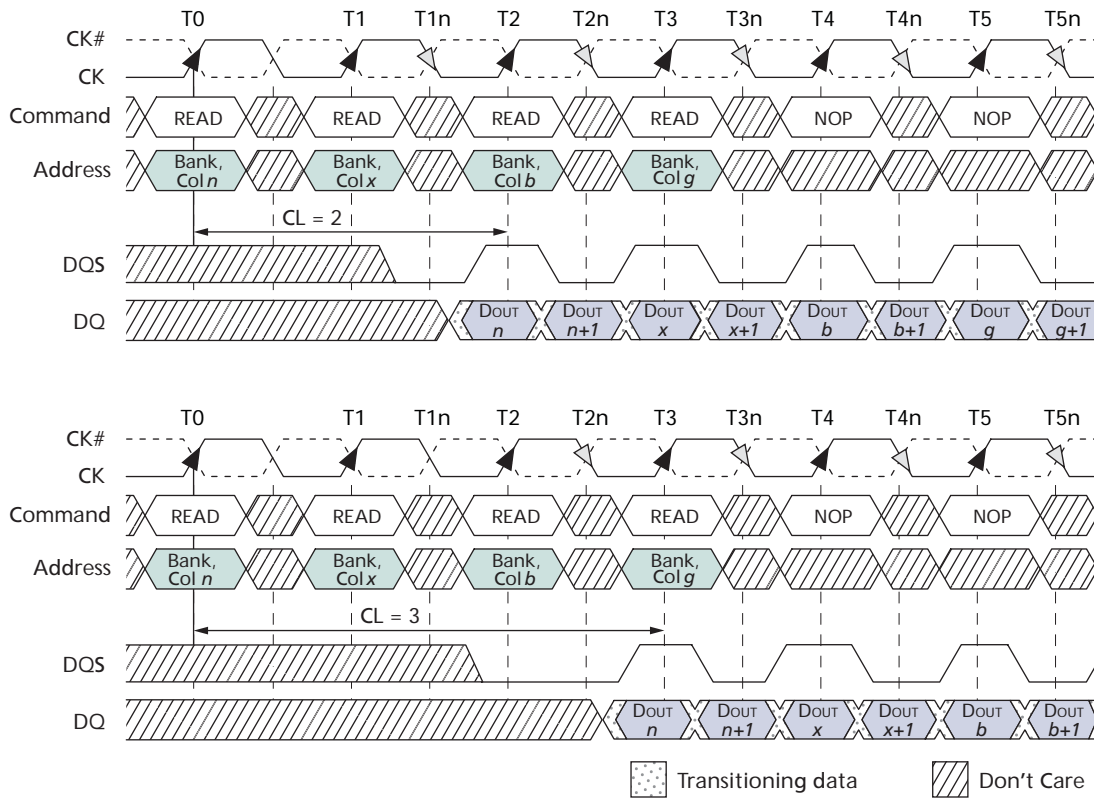 T0 T1 T1n T2 T2n T3 T3n T4 T4n T5 T5n
CK#
CK
Command READ READ READ READ NOP NOP
Address Bank, Col n Bank, Col x Bank, Col b Bank, Col g
CL = 2
DQS
DQ DOUT n DOUT n+1 DOUT x DOUT x+1 DOUT b DOUT b+1 DOUT g DOUT g+1
T0 T1 T1n T2 T2n T3 T3n T4 T4n T5 T5n
CK#
CK
Command READ READ READ READ NOP NOP
Address Bank, Col n Bank, Col x Bank, Col b Bank, Col g
CL = 3
DQS
DQ DOUT n DOUT n+1 DOUT x DOUT x+1 DOUT b DOUT b+1
Transitioning data Don't Care